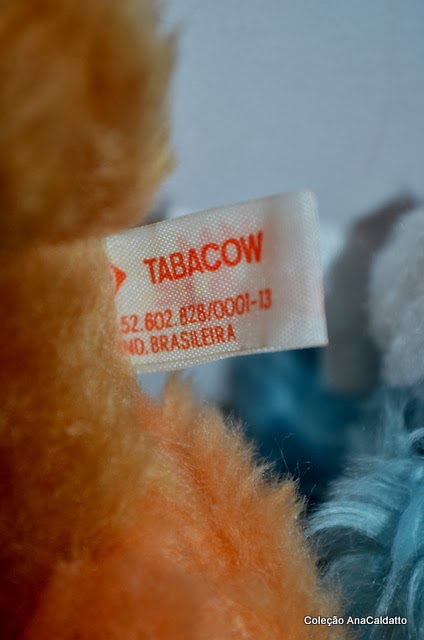 TABACOW
52.602.828/0001-13
IND. BRASILEIRA
Coleção AnaCaldatto